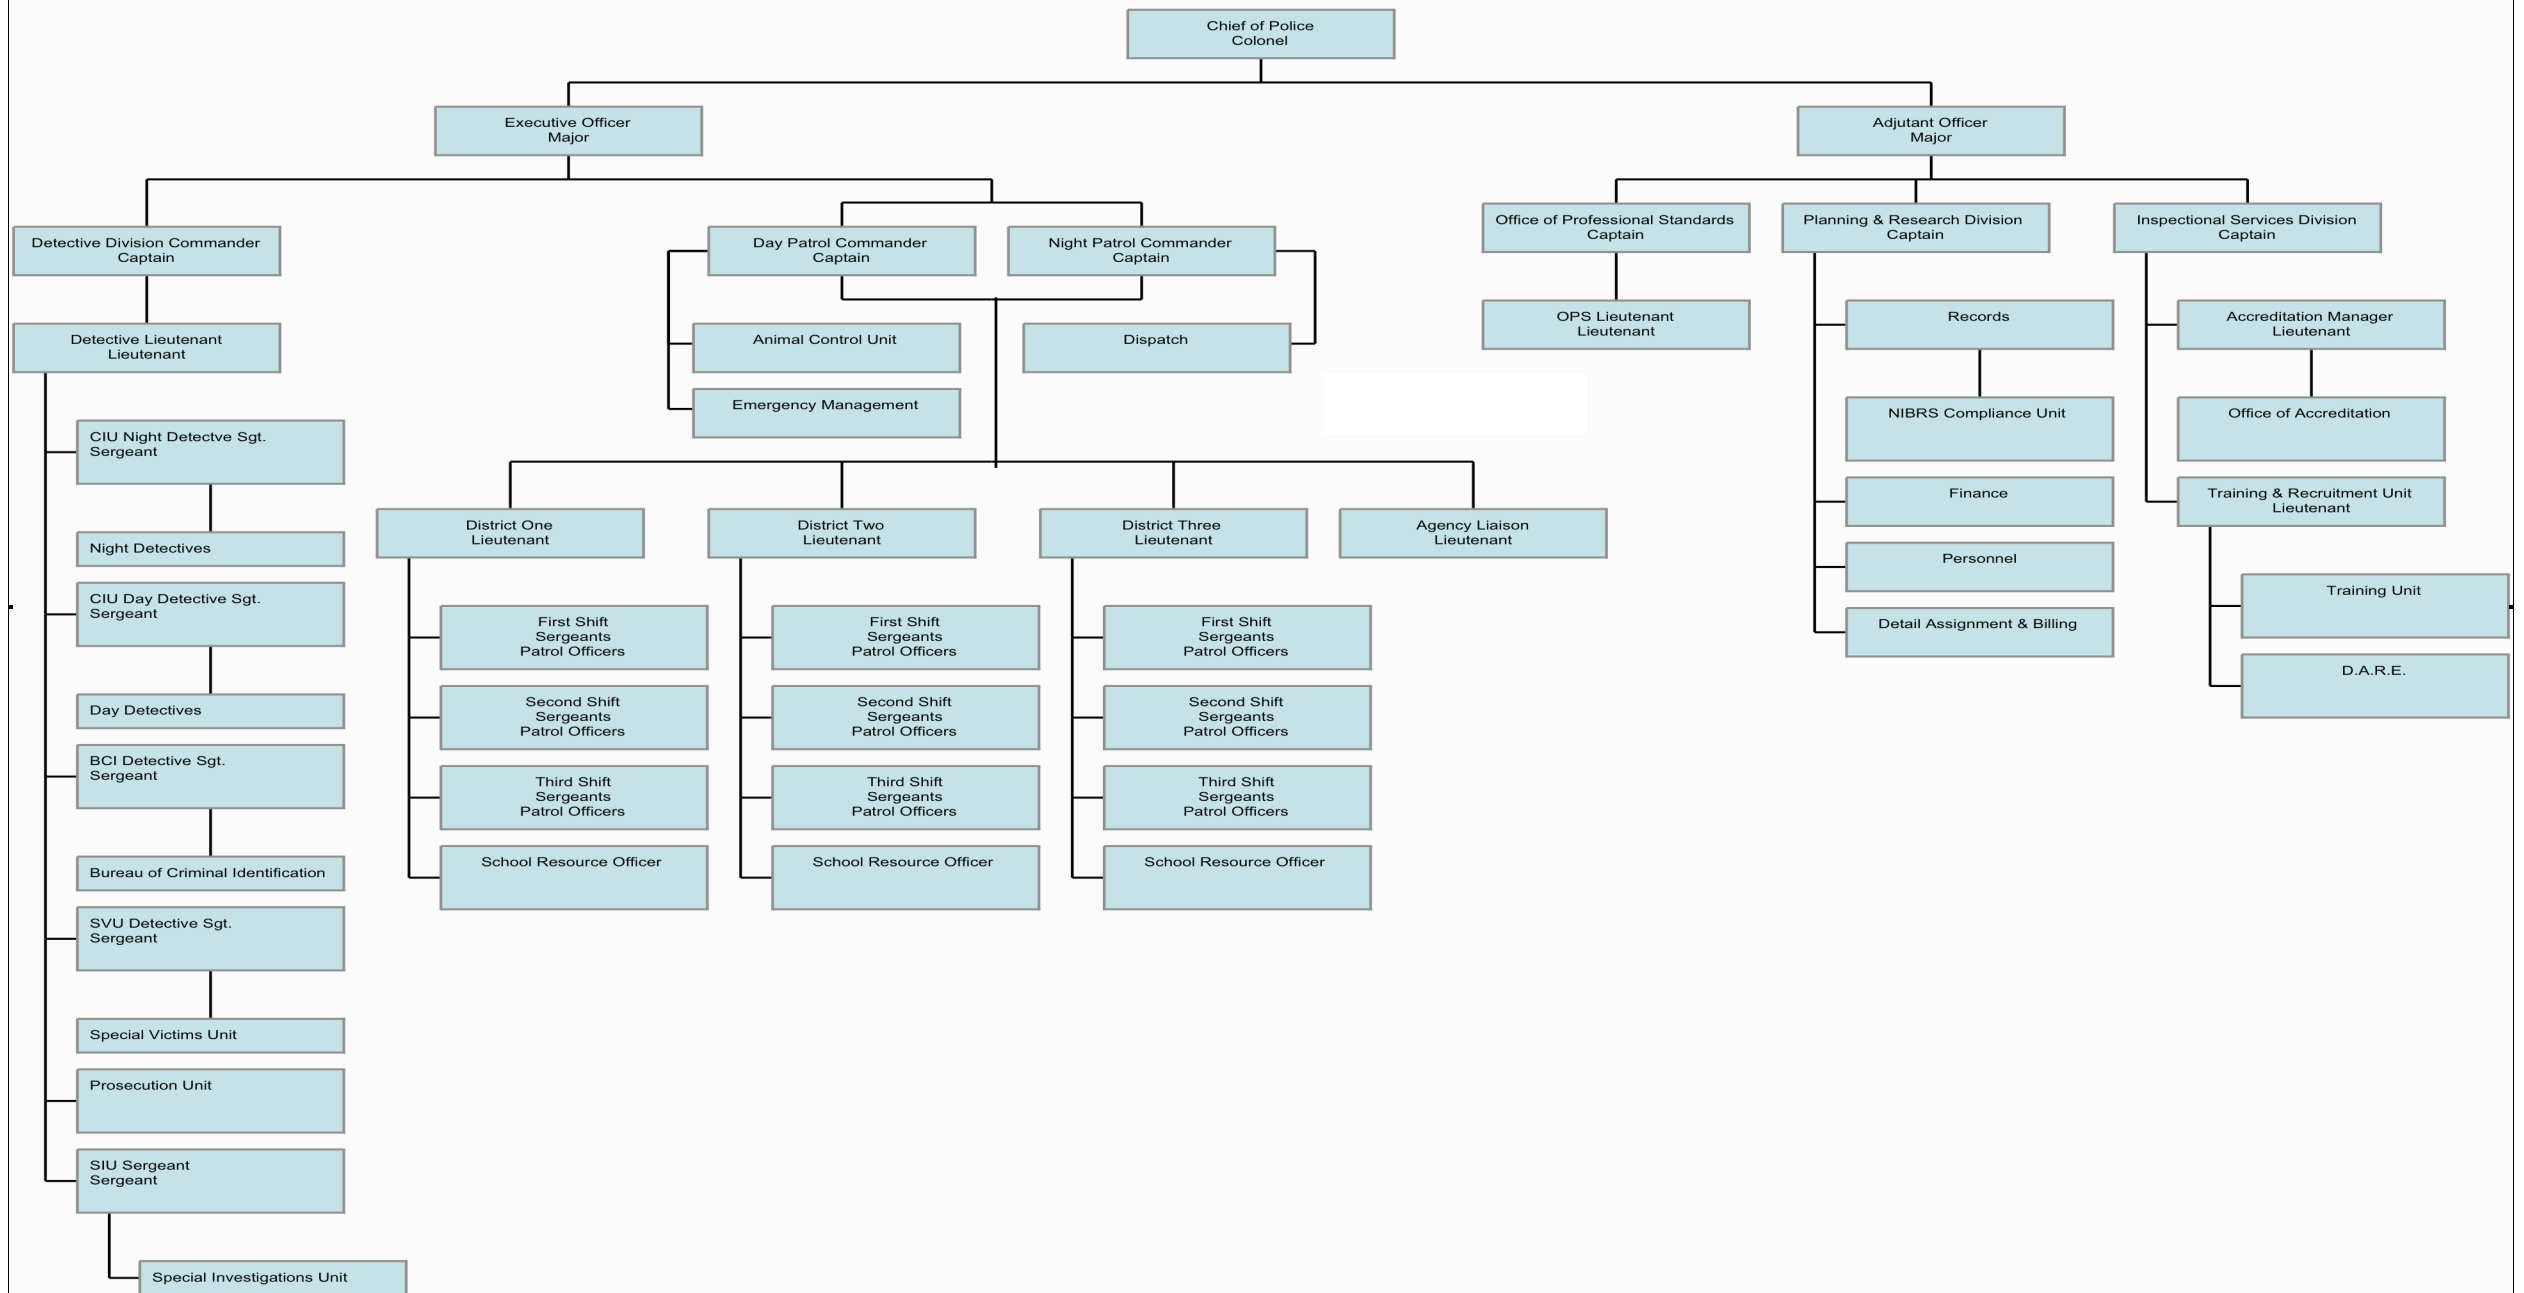 Chief of Police
Colonel
Executive Officer
Major
Adjutant Officer
Major
Detective Division Commander
Captain
Day Patrol Commander
Captain
Night Patrol Commander
Captain
Office of Professional Standards
Captain
Planning & Research Division
Captain
Inspectional Services Division
Captain
Detective Lieutenant
Lieutenant
Animal Control Unit
Dispatch
Emergency Management
OPS Lieutenant
Lieutenant
Records
Accreditation Manager
Lieutenant
NIBRS Compliance Unit
Office of Accreditation
Finance
Training & Recruitment Unit
Lieutenant
Personnel
Training Unit
Detail Assignment & Billing
D.A.R.E.
CIU Night Detectve Sgt.
Sergeant
Night Detectives
CIU Day Detective Sgt.
Sergeant
Day Detectives
BCI Detective Sgt.
Sergeant
Bureau of Criminal Identification
SVU Detective Sgt.
Sergeant
Special Victims Unit
Prosecution Unit
SIU Sergeant
Sergeant
Special Investigations Unit
District One
Lieutenant
First Shift
Sergeants
Patrol Officers
Second Shift
Sergeants
Patrol Officers
Third Shift
Sergeants
Patrol Officers
School Resource Officer
District Two
Lieutenant
First Shift
Sergeants
Patrol Officers
Second Shift
Sergeants
Patrol Officers
Third Shift
Sergeants
Patrol Officers
School Resource Officer
District Three
Lieutenant
First Shift
Sergeants
Patrol Officers
Second Shift
Sergeants
Patrol Officers
Third Shift
Sergeants
Patrol Officers
School Resource Officer
Agency Liaison
Lieutenant